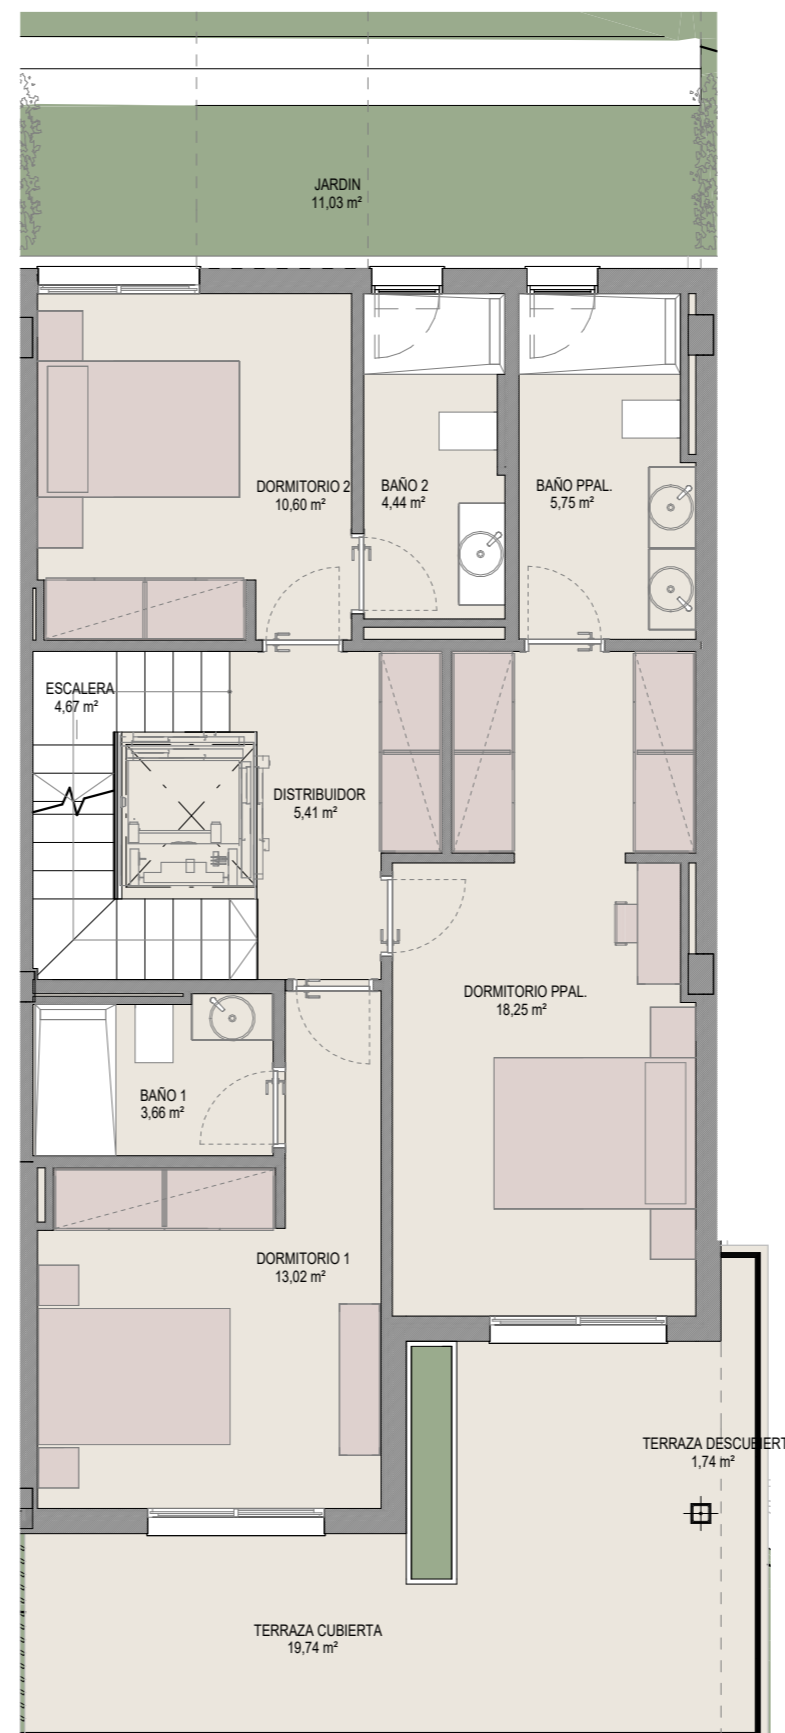 JARDIN
11,03 m²
DORMITORIO 2
10,60 m²
BAÑO 2
4,44 m²
BAÑO PPAL.
5,75 m²
ESCALERA
4,67 m²
DISTRIBUIDOR
5,41 m²
DORMITORIO PPAL.
18,25 m²
BAÑO 1
3,66 m²
DORMITORIO 1
13,02 m²
TERRAZA DESCUBIERT
1,74 m²
TERRAZA CUBIERTA
19,74 m²